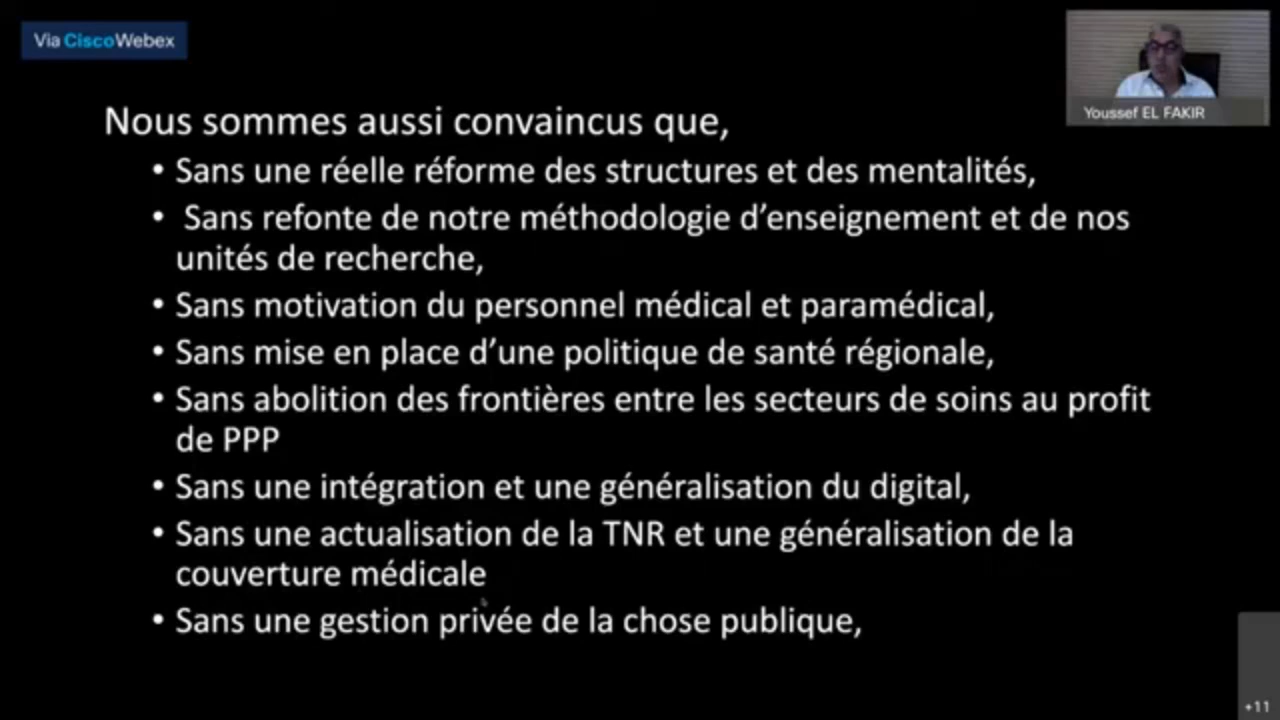 Via Cisco Webex
Youssef EL FAKIR
Nous sommes aussi convaincus que,
• Sans une réelle réforme des structures et des mentalités,
• Sans refonte de notre méthodologie d’enseignement et de nos
unités de recherche,
• Sans motivation du personnel médical et paramédical,
• Sans mise en place d’une politique de santé régionale,
• Sans abolition des frontières entre les secteurs de soins au profit
de PPP
• Sans une intégration et une généralisation du digital,
• Sans une actualisation de la TNR et une généralisation de la
couverture médicale
• Sans une gestion privée de la chose publique,
+11